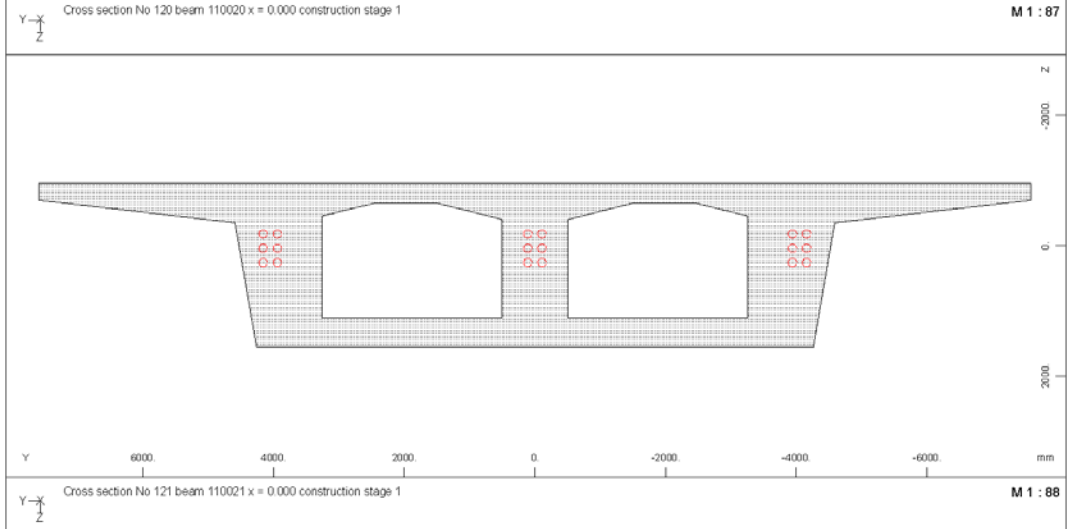 Y X Cross section No 120 beam 110020 x = 0.000 construction stage 1 M 1 : 87
Z
Z
-2000.
0.
2000.
Y 6000. 4000. 2000. 0. -2000. -4000. -6000. mm
Y X Cross section No 121 beam 110021 x = 0.000 construction stage 1 M 1 : 88
Z